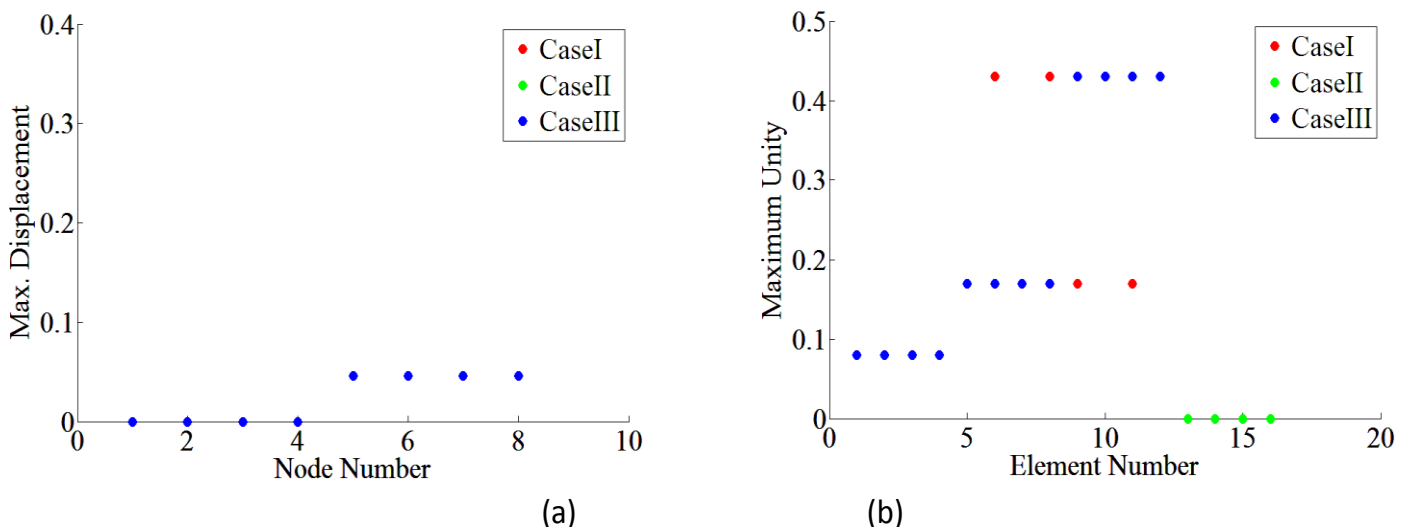 0.4
0.3
0.2
0.1
0
0
2
4
6
8
10
Max. Displacement
Node Number
CaseI
CaseII
CaseIII
(a)
0.5
0.4
0.3
0.2
0.1
0
0
5
10
15
20
Maximum Unity
Element Number
CaseI
CaseII
CaseIII
(b)